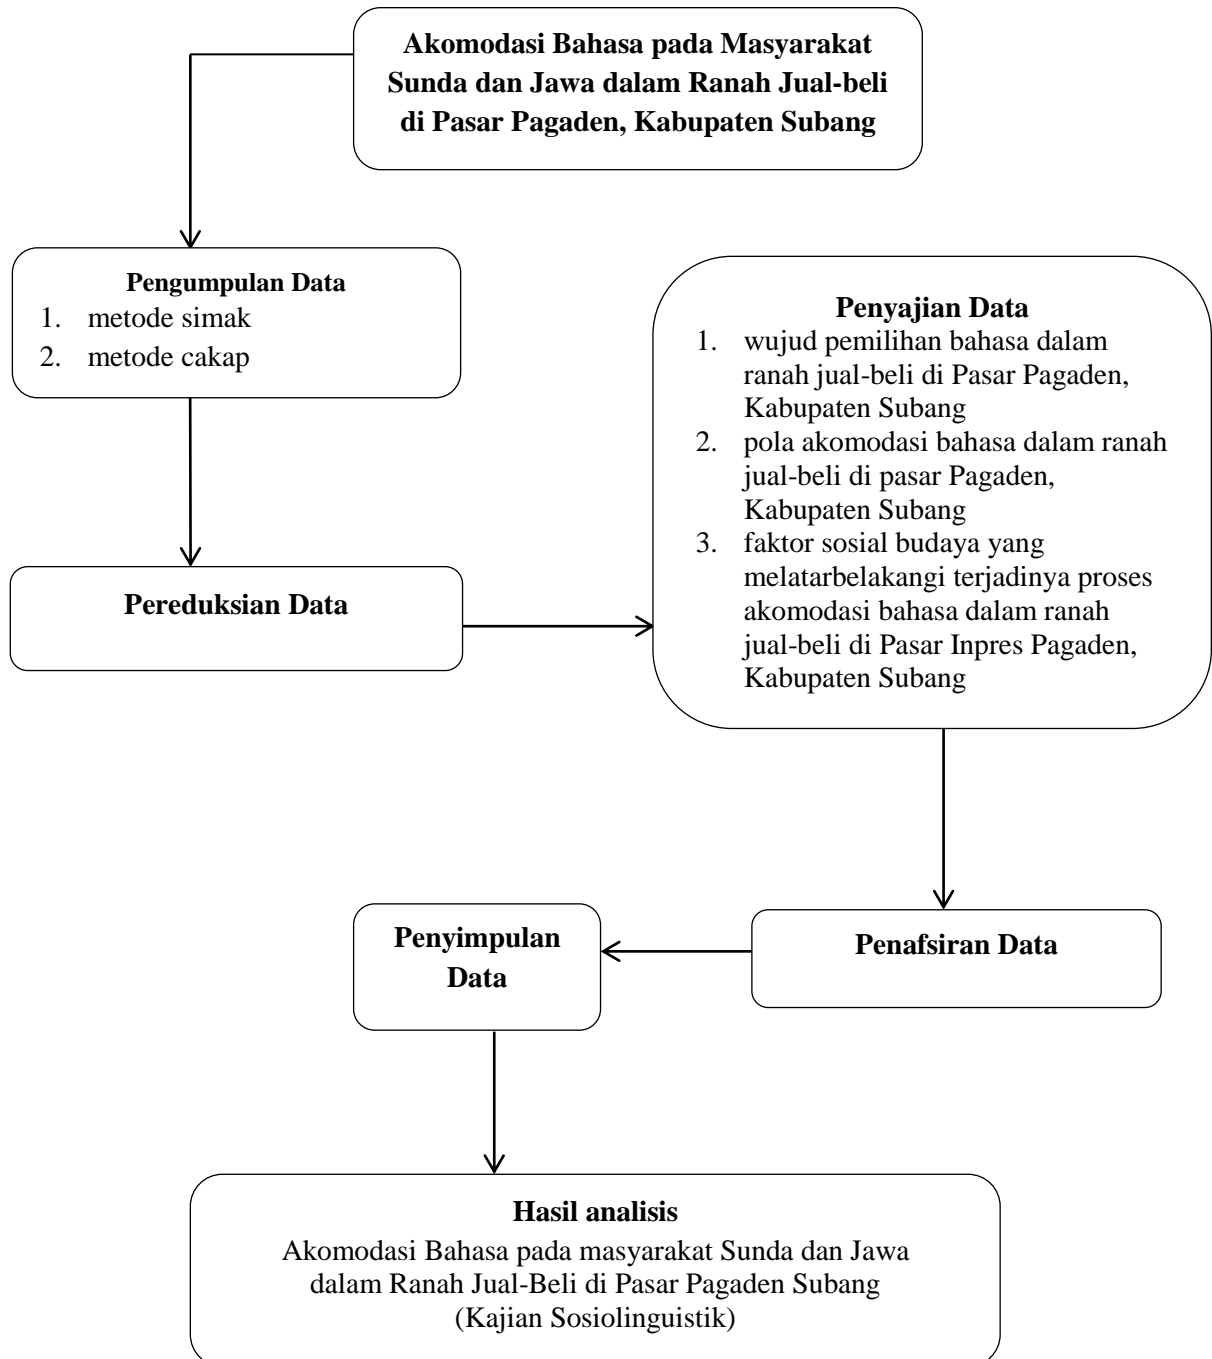 Akomodasi Bahasa pada Masyarakat
Sunda dan Jawa dalam Ranah Jual-beli
di Pasar Pagaden, Kabupaten Subang
Pengumpulan Data
1. metode simak
2. metode cakap
Pereduksian Data
Penyajian Data
1. wujud pemilihan bahasa dalam
ranah jual-beli di Pasar Pagaden,
Kabupaten Subang
2. pola akomodasi bahasa dalam ranah
jual-beli di pasar Pagaden,
Kabupaten Subang
3. faktor sosial budaya yang
melatarbelakangi terjadinya proses
akomodasi bahasa dalam ranah
jual-beli di Pasar Inpres Pagaden,
Kabupaten Subang
Penafsiran Data
Penyimpulan
Data
Hasil analisis
Akomodasi Bahasa pada masyarakat Sunda dan Jawa
dalam Ranah Jual-Beli di Pasar Pagaden Subang
(Kajian Sosiolinguistik)